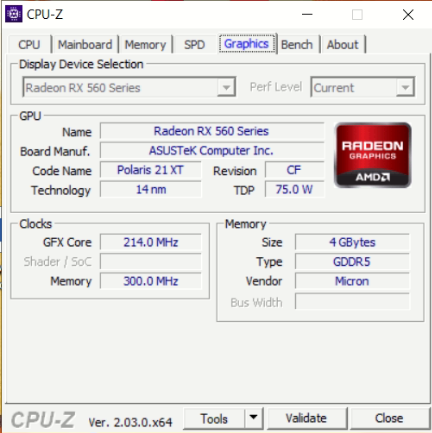 CPU-Z
CPU Mainboard Memory SPD Graphics Bench About
Display Device Selection
Radeon RX 560 Series Perf Level Current
GPU
Name Radeon RX 560 Series
Board Manuf. ASUSTeK Computer Inc.
Code Name Polaris 21 XT Revision CF
Technology 14 nm TDP 75.0 W
RADEON
GRAPHICS
AMD
Clocks
GFX Core 214.0 MHz
Shader / SoC
Memory 300.0 MHz
Memory
Size 4 GBytes
Type GDDR5
Vendor Micron
Bus Width
CPU-Z Ver. 2.03.0.x64 Tools Validate Close